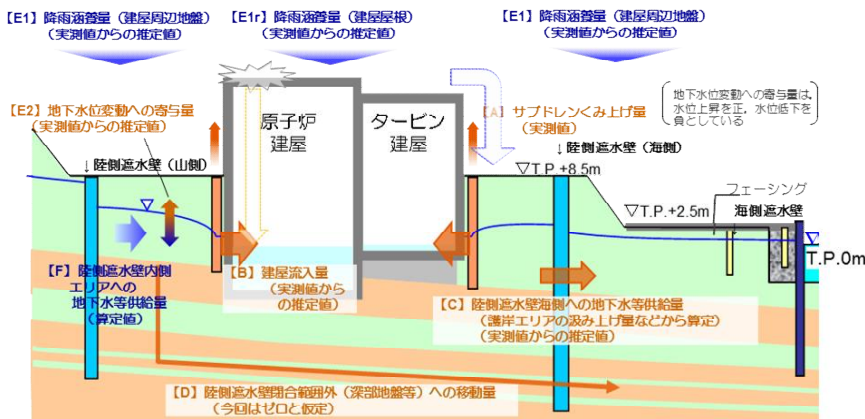 【E1】降雨涵養量（建屋周辺地盤）
（実測値からの推定値）
【E1r】降雨涵養量（建屋屋根）
（実測値からの推定値）
【E1】降雨涵養量（建屋周辺地盤）
（実測値からの推定値）
【E2】地下水位変動への寄与量
（実測値からの推定値）
原子炉
建屋
タービン
建屋
【A】サブドレンくみ上げ量
（実測値）
地下水位変動への寄与量は、
水位上昇を正，水位低下を
負としている
↓陸側遮水壁（山側）
↓陸側遮水壁（海側）
▽T.P.+8.5m
フェーシング
▽T.P.+2.5m
海側遮水壁
T.P.0m
【F】陸側遮水壁内側
エリアへの
地下水等供給量
（算定値）
【B】建屋流入量
（実測値から
の推定値）
【C】陸側遮水壁海側への地下水等供給量
（護岸エリアの汲み上げ量などから算定）
（実測値からの推定値）
【D】陸側遮水壁閉合範囲外（深部地盤等）への移動量
（今回はゼロと仮定）